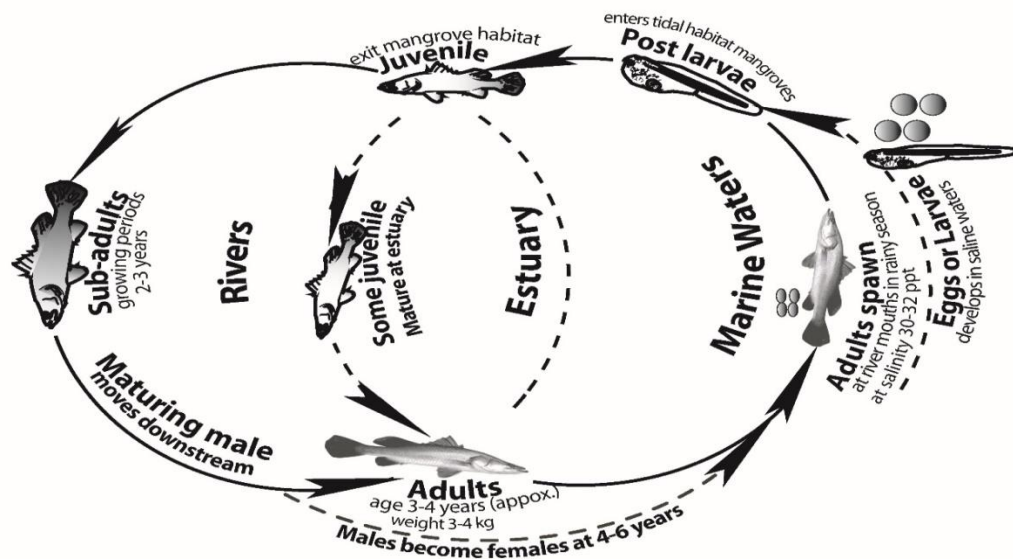 exit mangrove habitat
Juvenile
enters tidal habitat mangroves
Post larvae
Eggs or Larvae
develops in saline waters
Sub-adults
growing periods
2-3 years
Rivers
Some juvenile
Mature at estuary
Estuary
Marine Waters
Adults spawn
at river mouths in rainy season
at salinity 30-32 ppt
Maturing male
moves downstream
Adults
age 3-4 years (appox.)
weight 3-4 kg
Males become females at 4-6 years